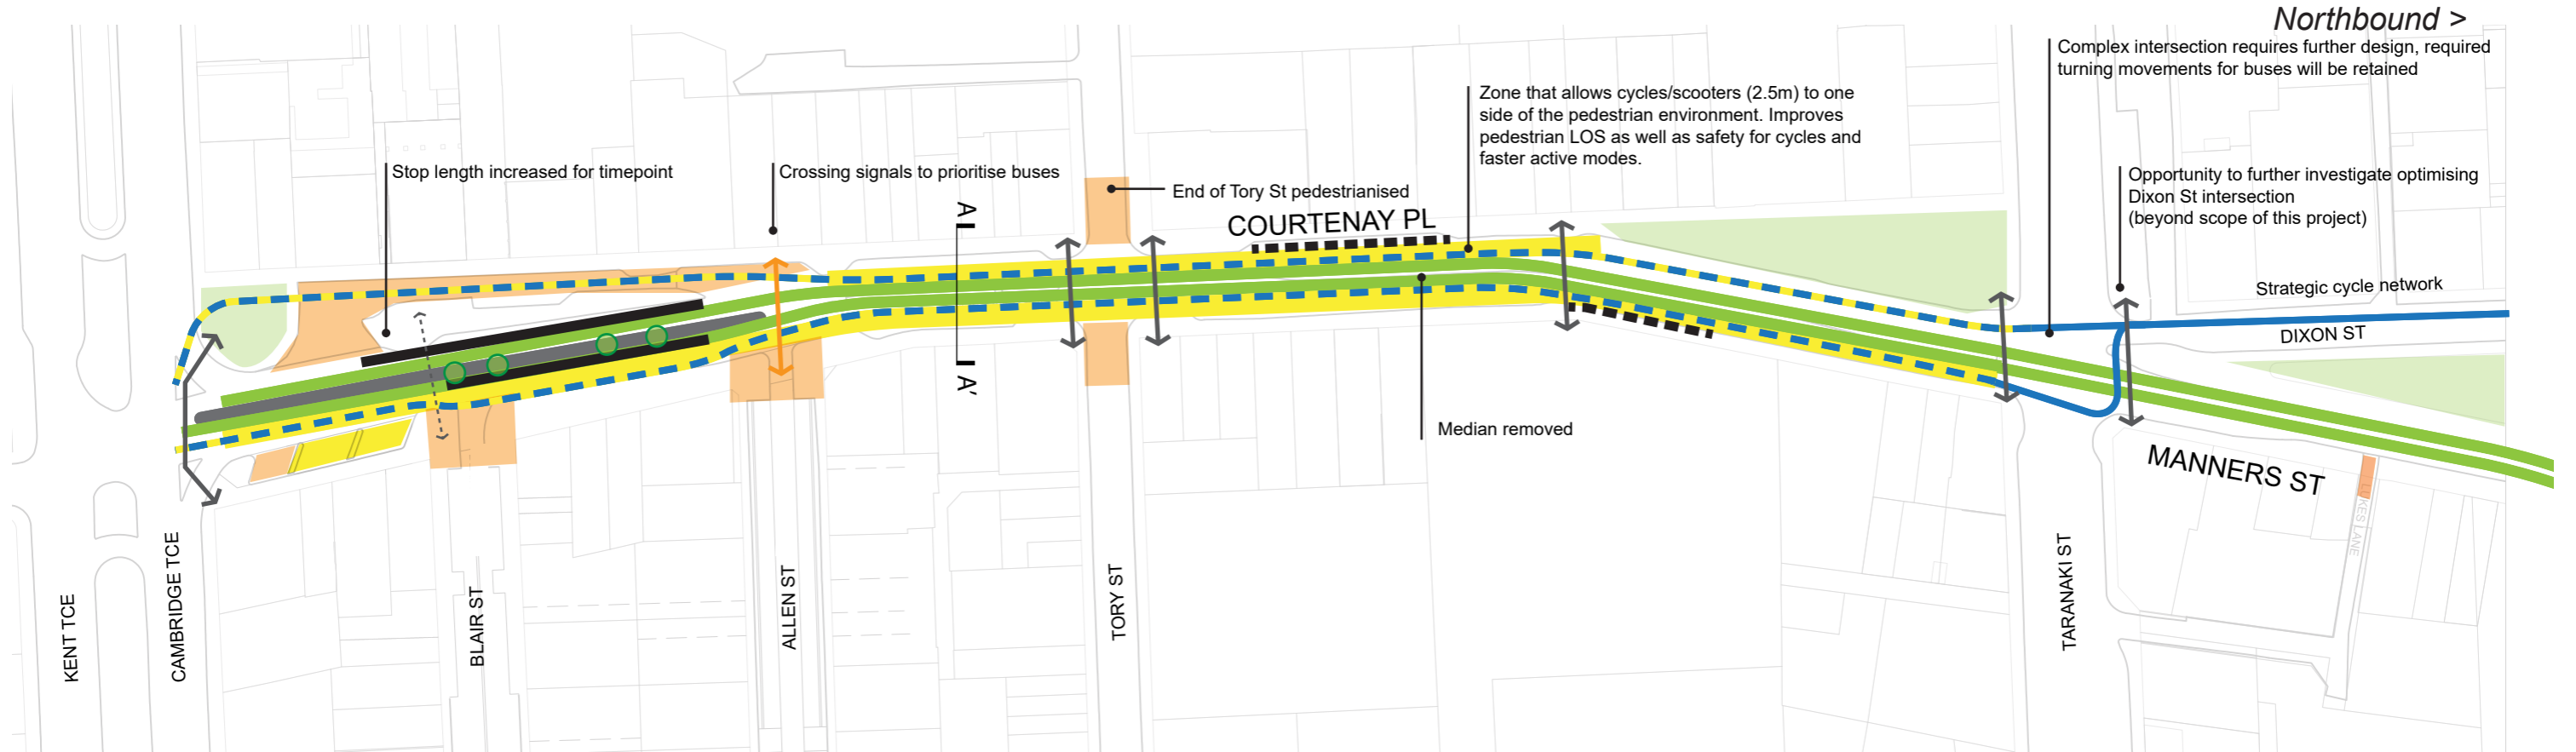 Northbound >
Complex intersection requires further design, required
turning movements for buses will be retained
Zone that allows cycles/scooters (2.5m) to one
side of the pedestrian environment. Improves
pedestrian LOS as well as safety for cycles and
faster active modes.
Stop length increased for timepoint
Crossing signals to prioritise buses
End of Tory St pedestrianised
Opportunity to further investigate optimising
Dixon St intersection
(beyond scope of this project)
A
COURTENAY PL
Strategic cycle network
DIXON ST
A'
Median removed
MANNERS ST
LUKES LANE
KENT TCE
CAMBRIDGE TCE
BLAIR ST
ALLEN ST
TORY ST
TARANAKI ST